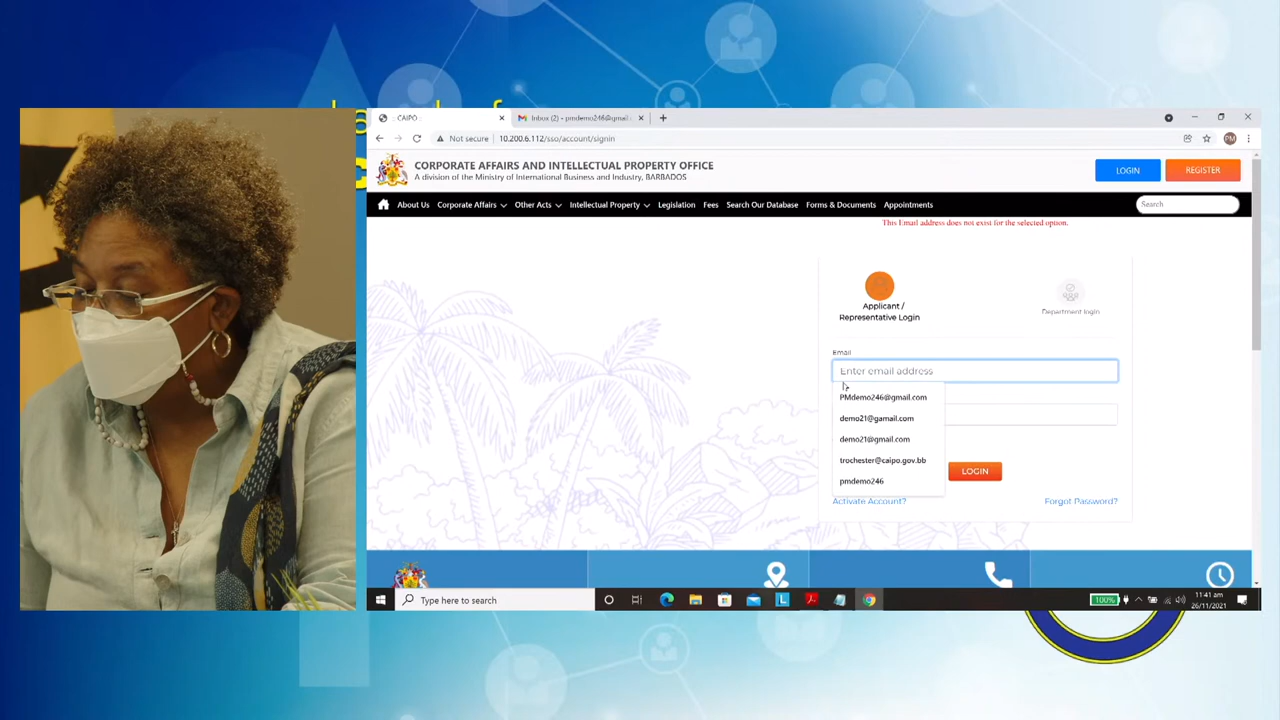 CAIPO
Inbox (2) - pmdemo246@gmail.
Not secure
10.200.6.112/sso/account/signin
PM
CORPORATE AFFAIRS AND INTELLECTUAL PROPERTY OFFICE
A division of the Ministry of International Business and Industry, BARBADOS
LOGIN
REGISTER
About Us
Corporate Affairs
Other Acts
Intellectual Property
Legislation
Fees
Search Our Database
Forms & Documents
Appointments
Search
This Email address does not exist for the selected option.
Applicant /
Representative Login
Department login
Email
Enter email address
PMdemo246@gmail.com
demo21@gamail.com
demo21@gmail.com
trochester@caipo.gov.bb
pmdemo246
LOGIN
Activate Account?
Forgot Password?
Type here to search
100%
11:41 am
26/11/2021